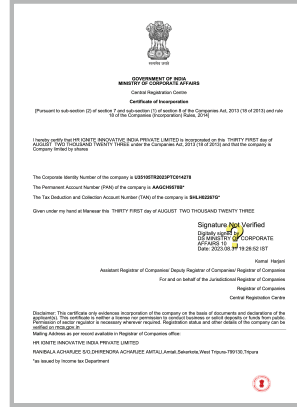 GOVERNMENT OF INDIA
MINISTRY OF CORPORATE AFFAIRS
Central Registration Centre
Certificate of Incorporation
[Pursuant to sub-section (2) of section 7 and sub-section (1) of section 8 of the Companies Act, 2013 (18 of 2013) and rule
18 of the Companies (Incorporation) Rules, 2014]
I hereby certify that HR IGNITE INNOVATIVE INDIA PRIVATE LIMITED is incorporated on this THIRTY FIRST day of
AUGUST TWO THOUSAND TWENTY THREE under the Companies Act, 2013 (18 of 2013) and that the company is
Company limited by shares
The Corporate Identity Number of the company is U35105TR2023PTC014278
The Permanent Account Number (PAN) of the company is AAGCH9570B*
The Tax Deduction and Collection Account Number (TAN) of the company is SHLH02267G*
Given under my hand at Manesar this THIRTY FIRST day of AUGUST TWO THOUSAND TWENTY THREE
Signature Not Verified
Digitally signed by
DS MINISTRY OF CORPORATE
AFFAIRS 10
Date: 2023.08.31 19:26:52 IST
Kamal Harjani
Assistant Registrar of Companies/ Deputy Registrar of Companies/ Registrar of Companies
For and on behalf of the Jurisdictional Registrar of Companies
Registrar of Companies
Central Registration Centre
Disclaimer: This certificate only evidences incorporation of the company on the basis of documents and declarations of the
applicant(s). This certificate is neither a license nor permission to conduct business or solicit deposits or funds from public.
Permission of sector regulator is necessary wherever required. Registration status and other details of the company can be
verified on mca.gov.in
Mailing Address as per record available in Registrar of Companies office:
HR IGNITE INNOVATIVE INDIA PRIVATE LIMITED
RANIBALA ACHARJEE S/O,DHIRENDRA ACHARJEE AMTALI,Amtali,Sekerkote,West Tripura-799130,Tripura
*as issued by Income tax Department